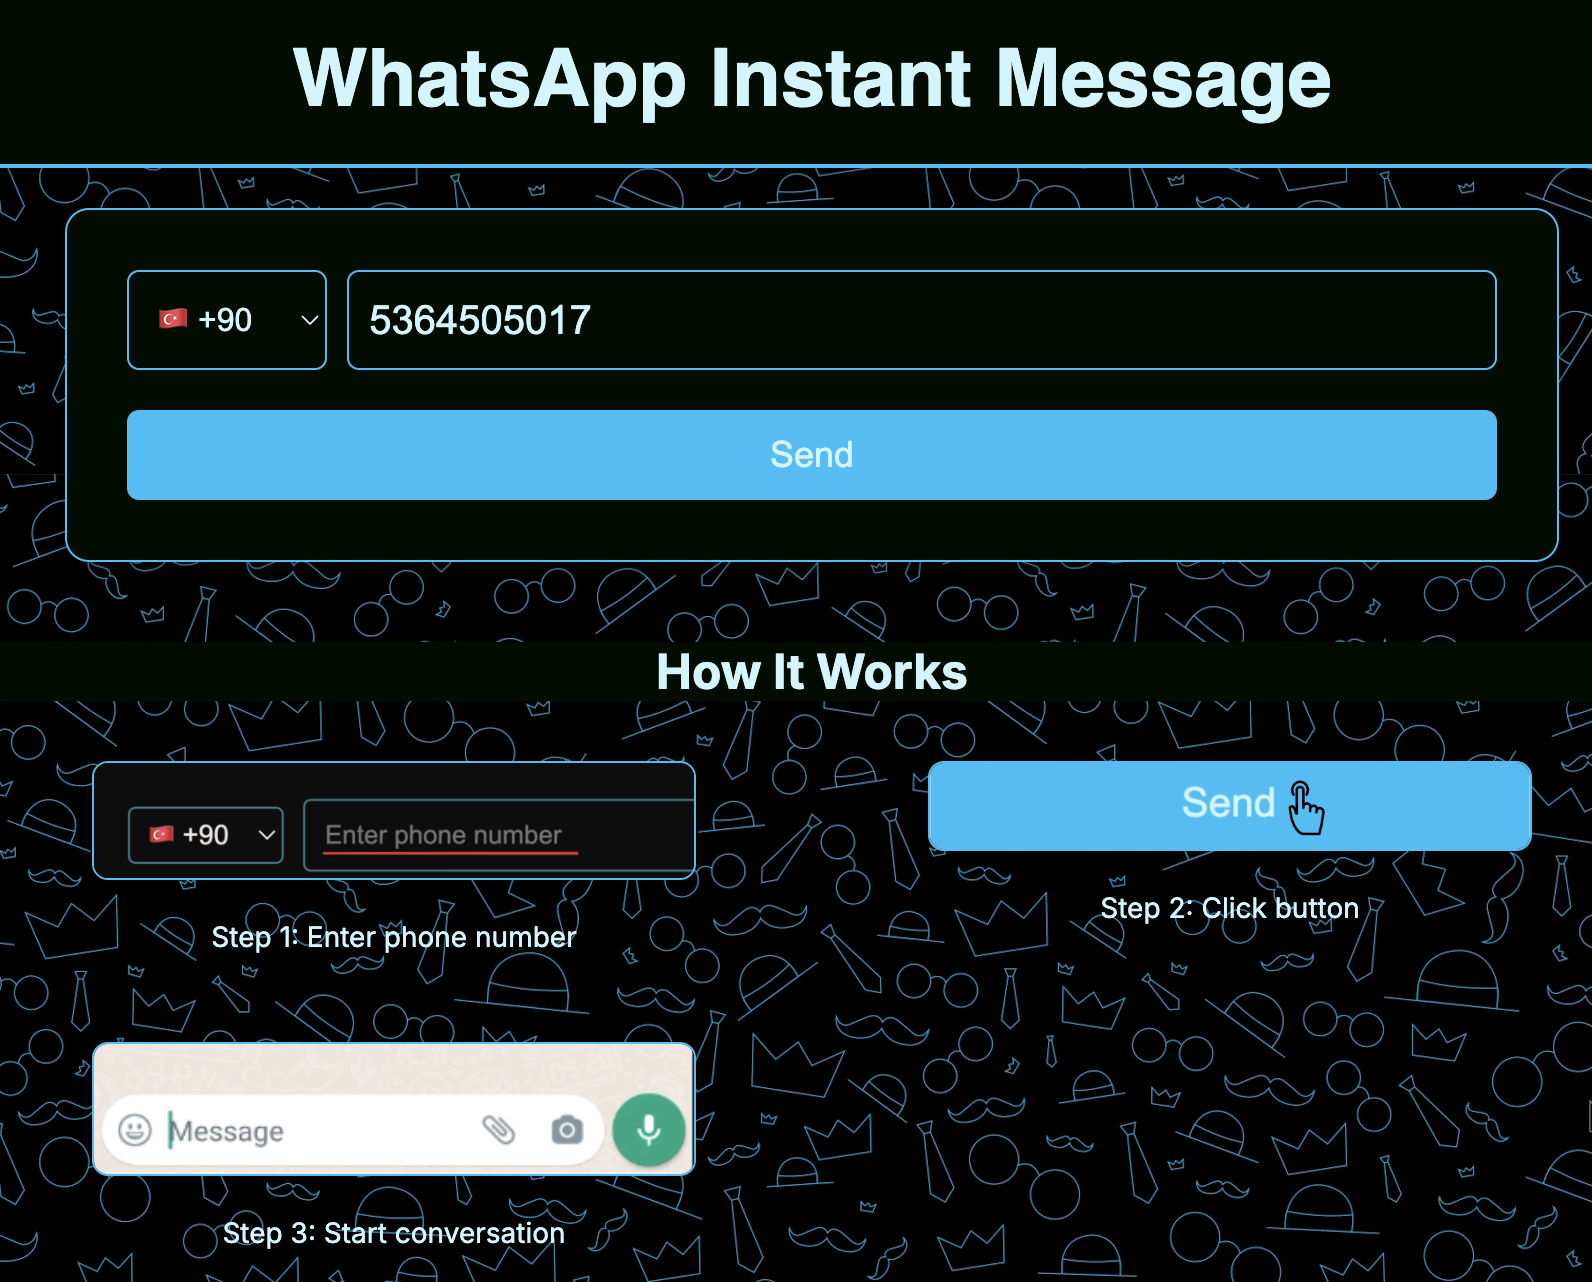 WhatsApp Instant Message
+90
5364505017
Send
How It Works
+90 Enter phone number
Send
Step 1: Enter phone number
Step 2: Click button
Message
Step 3: Start conversation